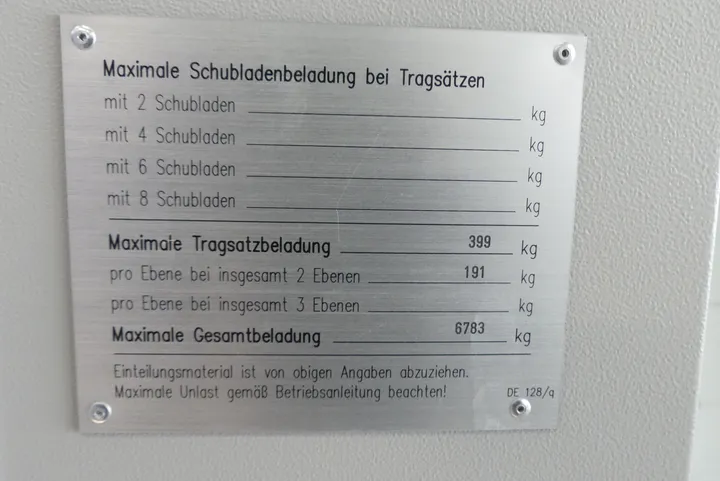 Maximale Schubladenbeladung bei Tragsätzen
mit 2 Schubladen kg
mit 4 Schubladen kg
mit 6 Schubladen kg
mit 8 Schubladen kg
Maximale Tragsatzbeladung 399 kg
pro Ebene bei insgesamt 2 Ebenen 191 kg
pro Ebene bei insgesamt 3 Ebenen kg
Maximale Gesamtbeladung 6783 kg
Einteilungsmaterial ist von obigen Angaben abzuziehen.
Maximale Unlast gemäß Betriebsanleitung beachten! DE 128/q